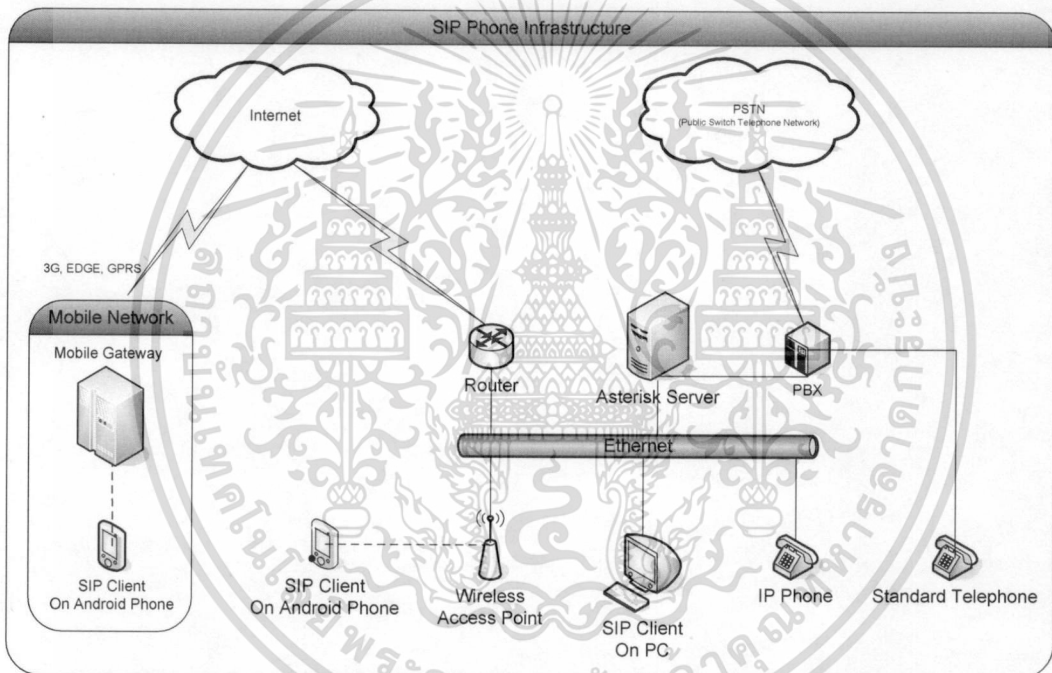 SIP Phone Infrastructure
Internet
PSTN
(Public Switch Telephone Network)
3G, EDGE, GPRS
Mobile Network
Mobile Gateway
Router
Asterisk Server
PBX
Ethernet
SIP Client
On Android Phone
SIP Client
On Android Phone
Wireless
Access Point
SIP Client
On PC
IP Phone
Standard Telephone